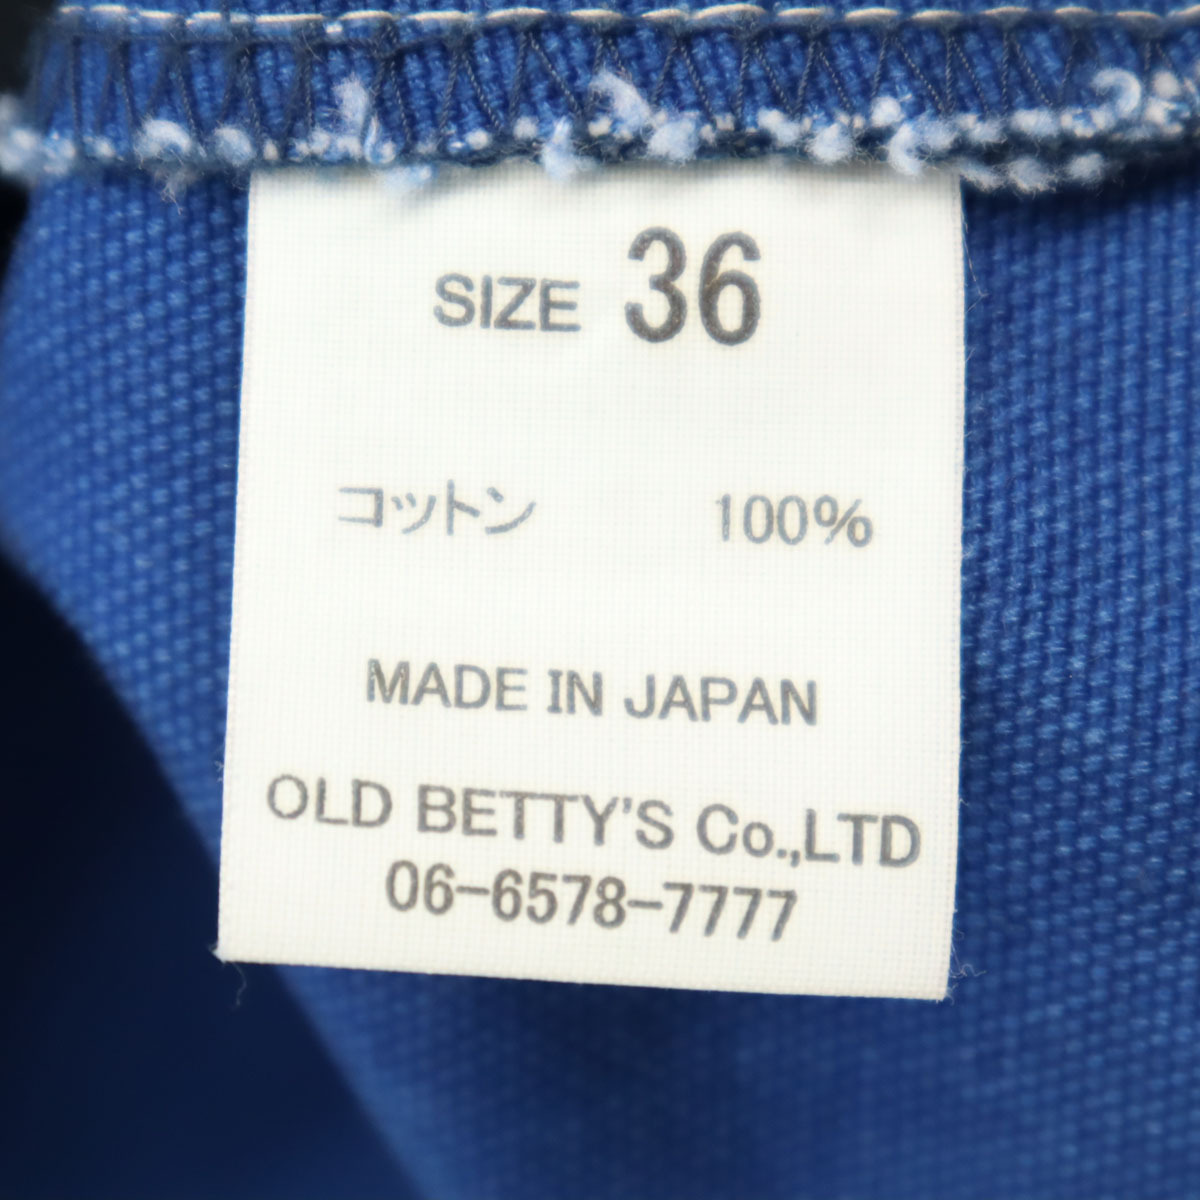 SIZE 36
コットン 100%
MADE IN JAPAN
OLD BETTY'S Co.,LTD
06-6578-7777